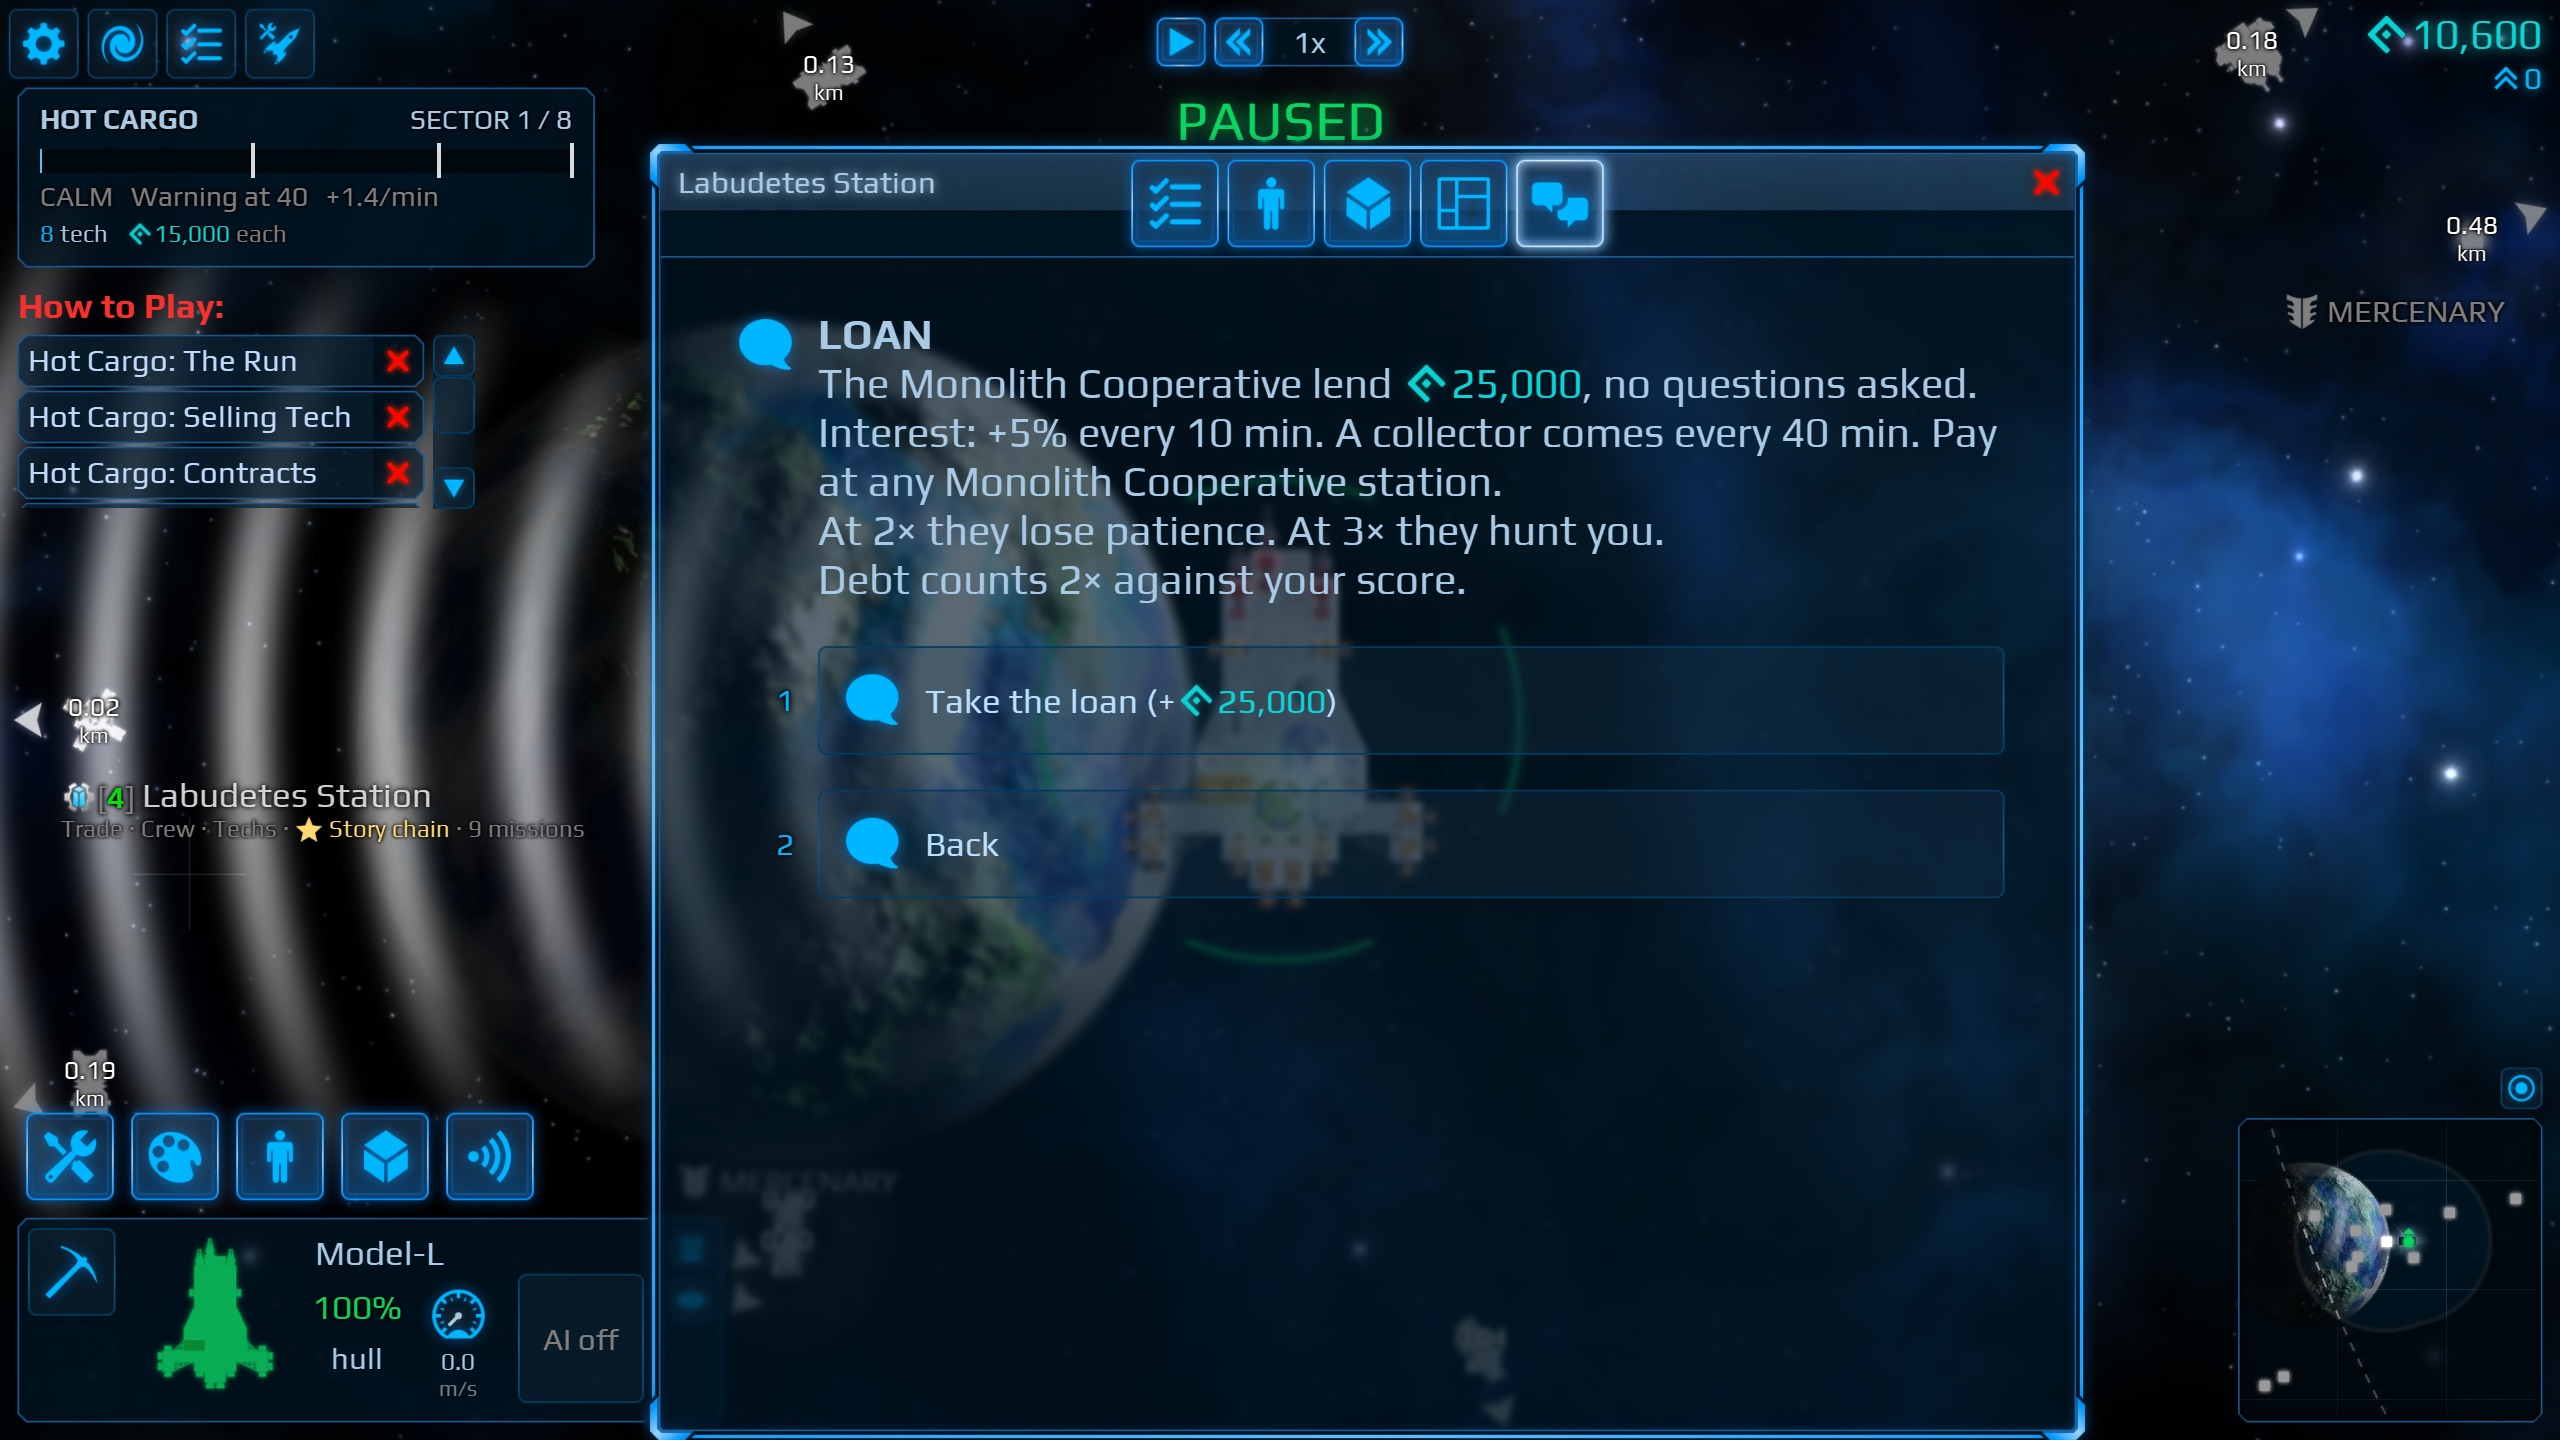 0.13
km
1x
0.18
km
10,600
0
PAUSED
HOT CARGO
SECTOR 1 / 8
CALM Warning at 40 +1.4/min
8 tech 15,000 each
How to Play:
Hot Cargo: The Run
Hot Cargo: Selling Tech
Hot Cargo: Contracts
Labudetes Station
0.48
km
MERCENARY
LOAN
The Monolith Cooperative lend 25,000, no questions asked.
Interest: +5% every 10 min. A collector comes every 40 min. Pay
at any Monolith Cooperative station.
At 2× they lose patience. At 3× they hunt you.
Debt counts 2× against your score.
1 Take the loan (+ 25,000)
2 Back
0.02
km
[4] Labudetes Station
Trade · Crew · Techs · Story chain · 9 missions
0.19
km
MERCENARY
Model-L
100%
hull
0.0
m/s
AI off